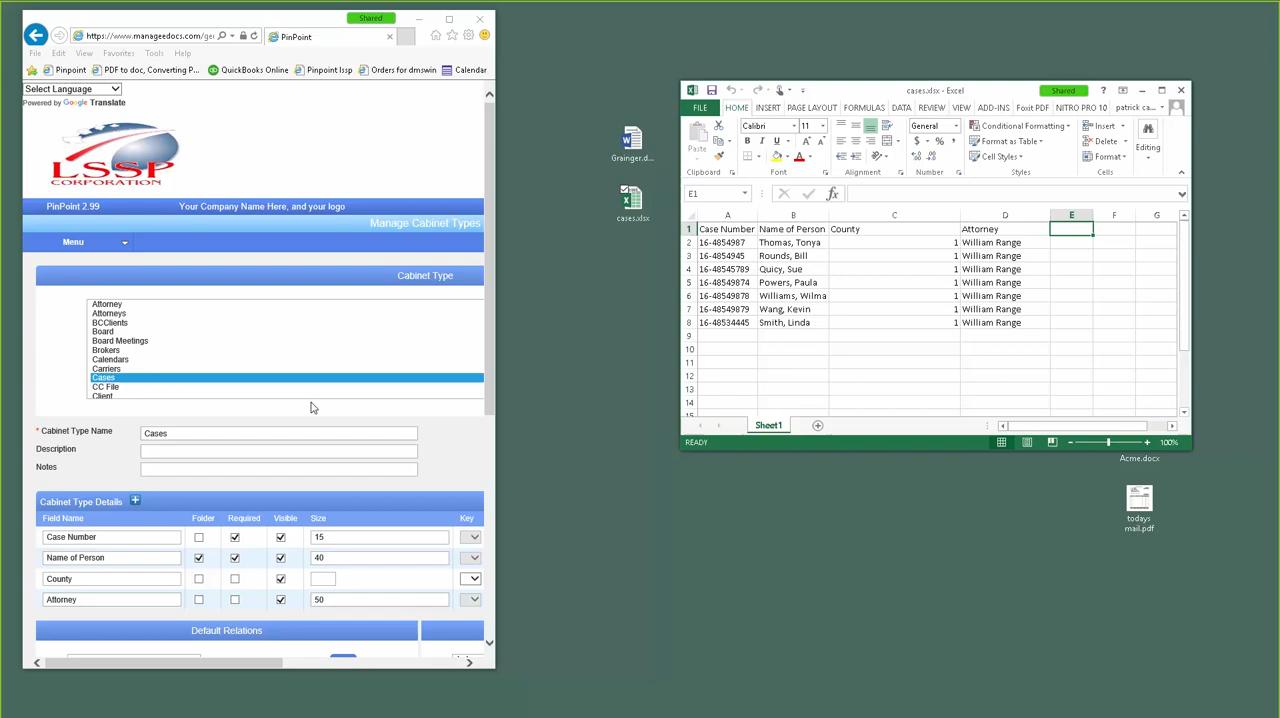 Shared
https://www.manageedocs.com/ge
PinPoint
File Edit View Favorites Tools Help
Pinpoint PDF to doc, Converting P... QuickBooks Online Pinpoint lssp Orders for dmswin Calendar
Select Language
Powered by Google Translate
LSSP
CORPORATION
PinPoint 2.99 Your Company Name Here, and your logo
Manage Cabinet Types
Menu
Cabinet Type
Attorney
Attorneys
BCClients
Board
Board Meetings
Brokers
Calendars
Carriers
Cases
CC File
Client
* Cabinet Type Name Cases
Description
Notes
Cabinet Type Details
Field Name Folder Required Visible Size Key
Case Number 15
Name of Person 40
County
Attorney 50
Default Relations
Grainger.d...
cases.xlsx
cases.xlsx - Excel Shared
FILE HOME INSERT PAGE LAYOUT FORMULAS DATA REVIEW VIEW ADD-INS Foxit PDF NITRO PRO 10 patrick ca...
Paste Calibri 11 General Conditional Formatting Format as Table Cell Styles Insert Delete Format Editing
Clipboard Font Alignment Number Styles Cells
E1 fx
A B C D E F G
1 Case Number Name of Person County Attorney
2 16-4854987 Thomas, Tonya 1 William Range
3 16-4854945 Rounds, Bill 1 William Range
4 16-48545789 Quicy, Sue 1 William Range
5 16-48549874 Powers, Paula 1 William Range
6 16-48549878 Williams, Wilma 1 William Range
7 16-48549879 Wang, Kevin 1 William Range
8 16-48534445 Smith, Linda 1 William Range
9
10
11
12
13
14
15
Sheet1
READY 100%
Acme.docx
todays
mail.pdf